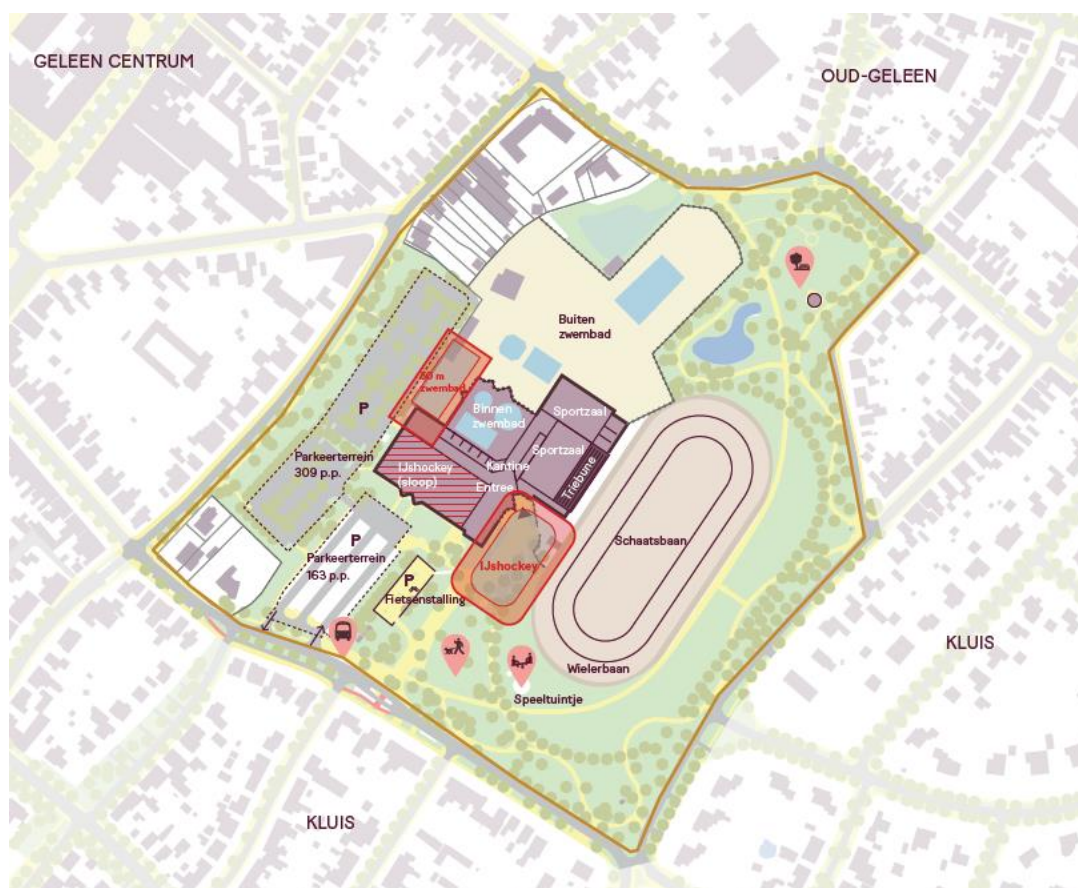 GELEEN CENTRUM
OUD-GELEEN
Buiten
zwembad
50 m
zwembad
Binnen
zwembad
Sportzaal
P
Sportzaal
Parkeerterrein
309 p.p.
IJshockey
(sloop)
Kantine
Entree
Triebune
P
Parkeerterrein
163 p.p.
IJshockey
Schaatsbaan
P
Fietsenstalling
KLUIS
Wielerbaan
Speeltuintje
KLUIS